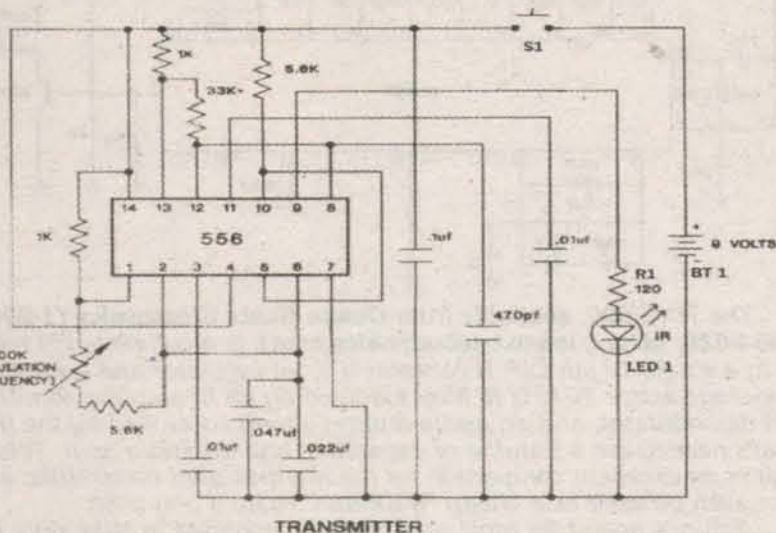 S1
1K
5.6K
33K
14 13 12 11 10 9 8
1K
556
.1uf
.01uf
+
9 VOLTS
-
BT 1
1 2 3 4 5 6 7
R1
120
470pf
IR
LED 1
5.6K
.047uf
.01uf
.022uf
TRANSMITTER